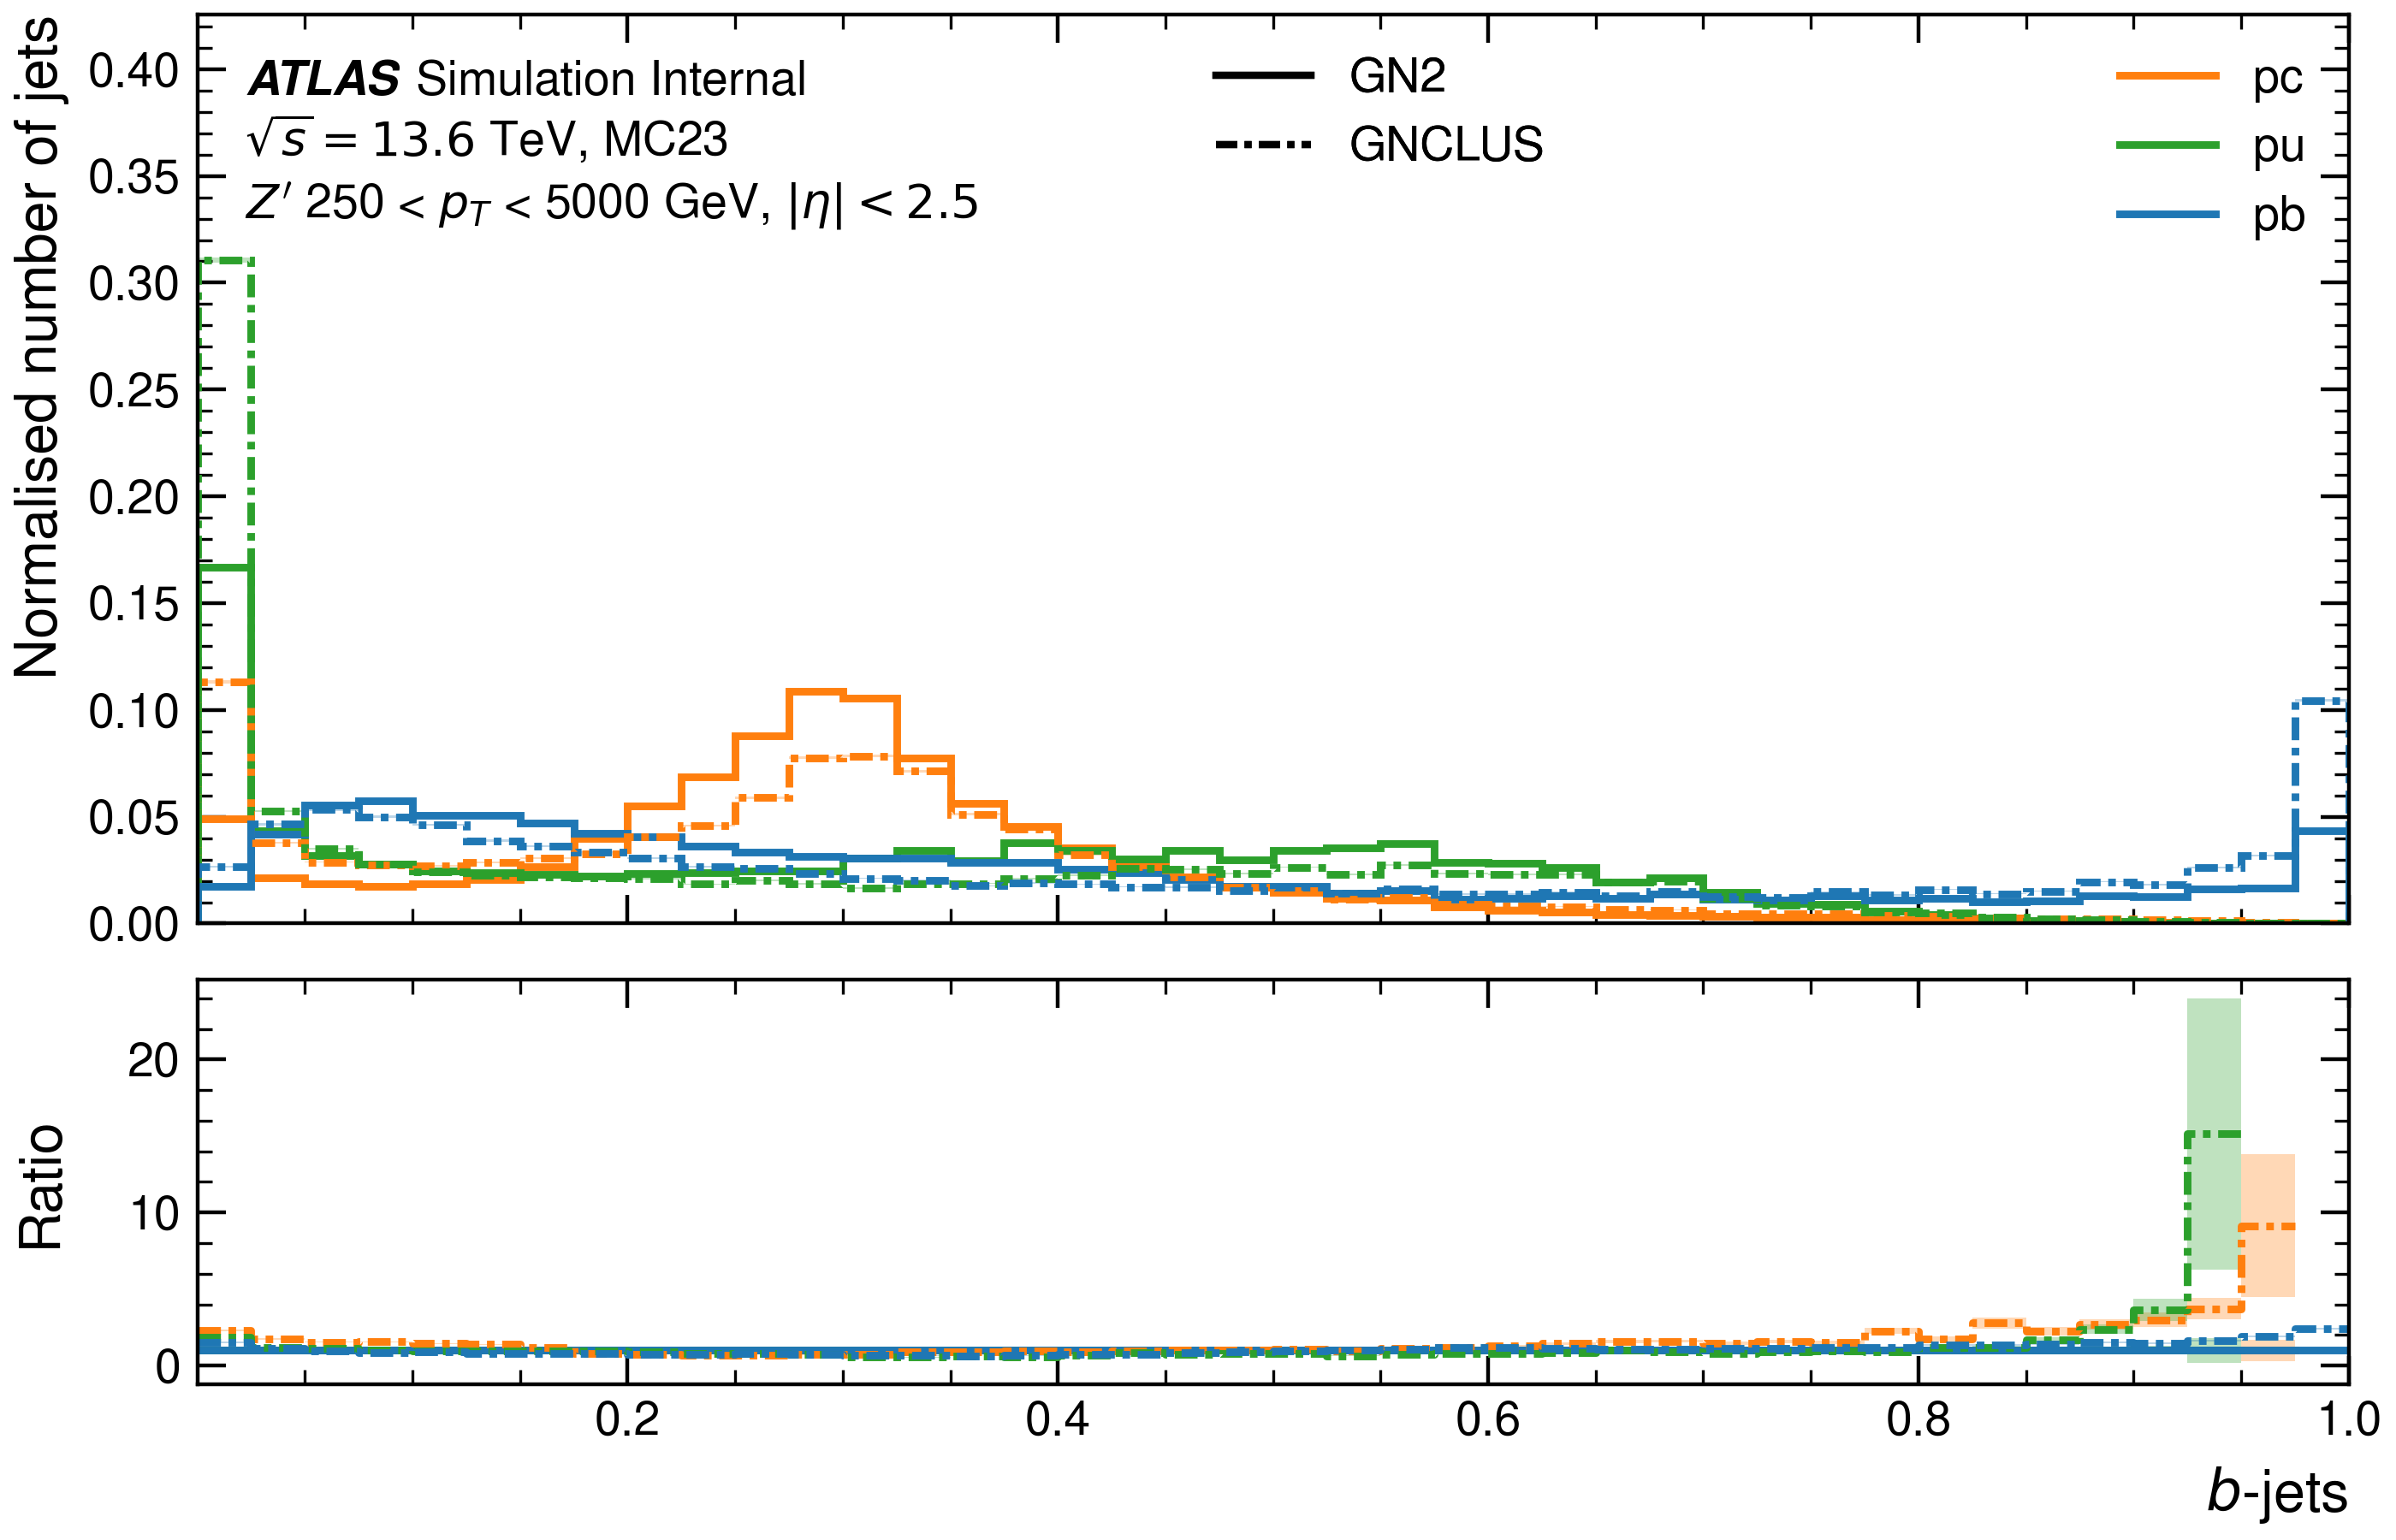 Normalised number of jets
0.40
0.35
0.30
0.25
0.20
0.15
0.10
0.05
0.00
ATLAS Simulation Internal
√s = 13.6 TeV, MC23
Z′ 250 < p_T < 5000 GeV, |η| < 2.5
GN2
GNCLUS
pc
pu
pb
Ratio
20
10
0
0.2 0.4 0.6 0.8 1.0
b-jets